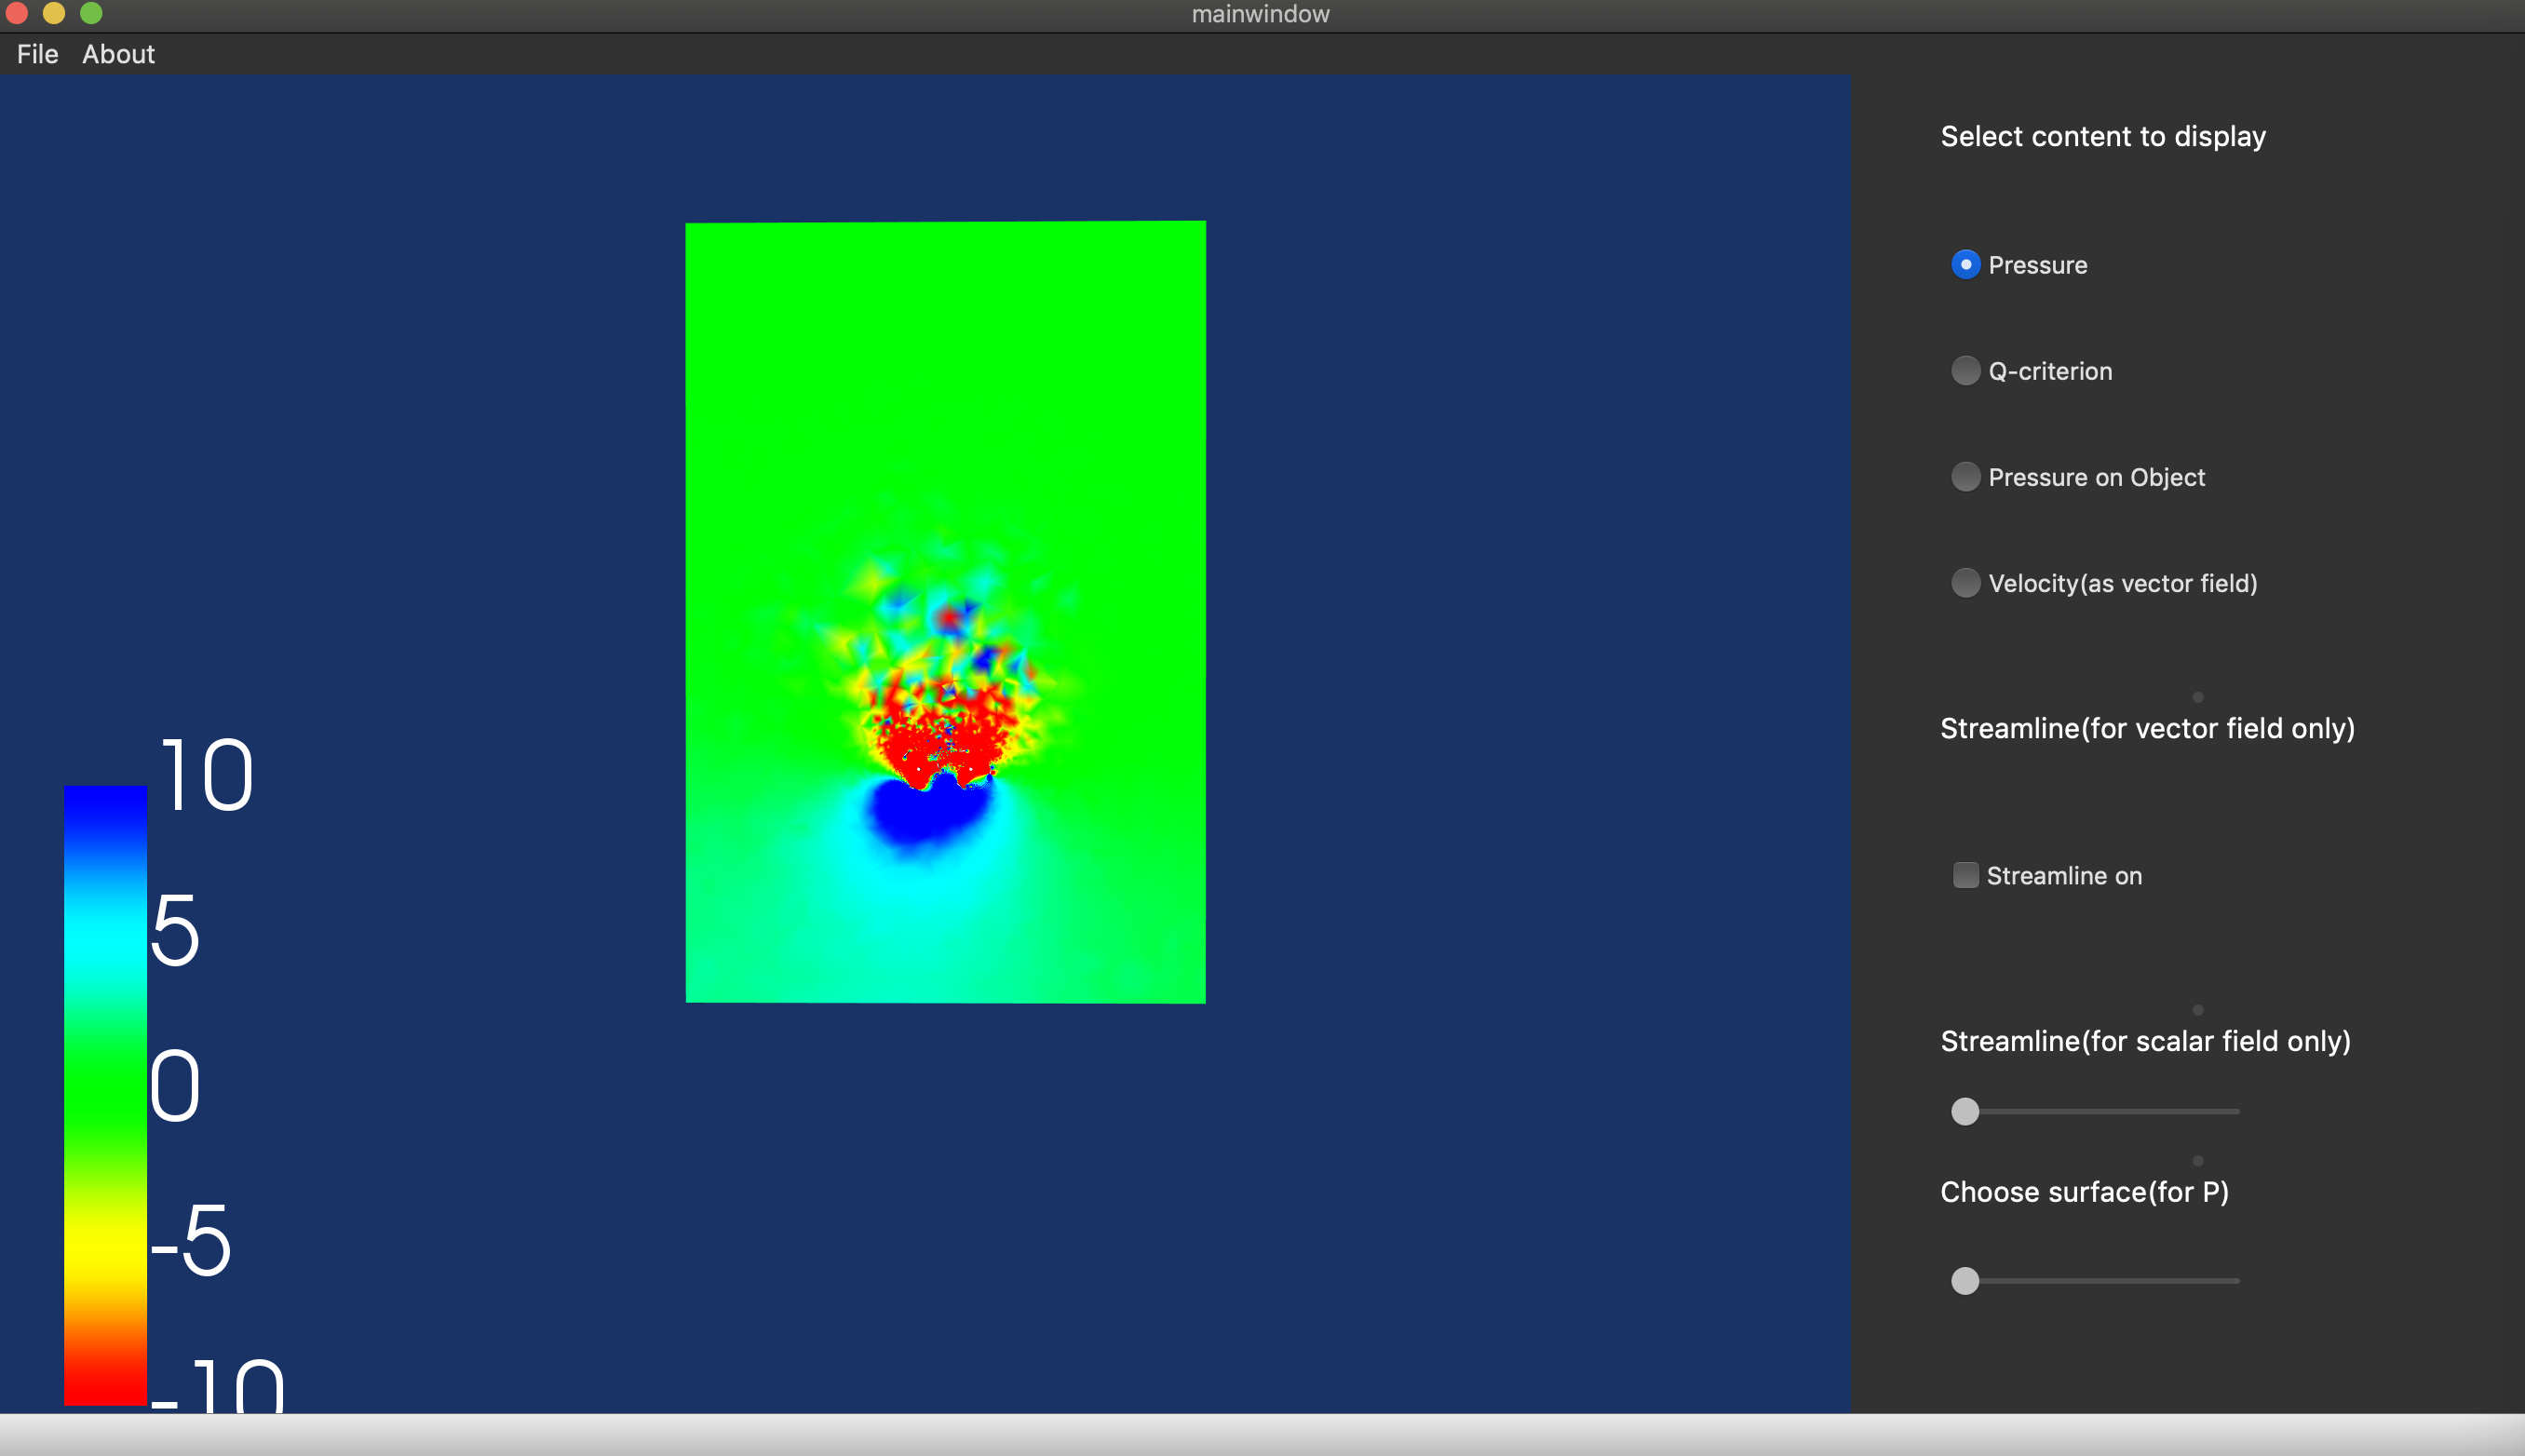 mainwindow
File About
Select content to display
Pressure
Q-criterion
Pressure on Object
Velocity(as vector field)
Streamline(for vector field only)
Streamline on
Streamline(for scalar field only)
Choose surface(for P)
10
5
0
-5
-10